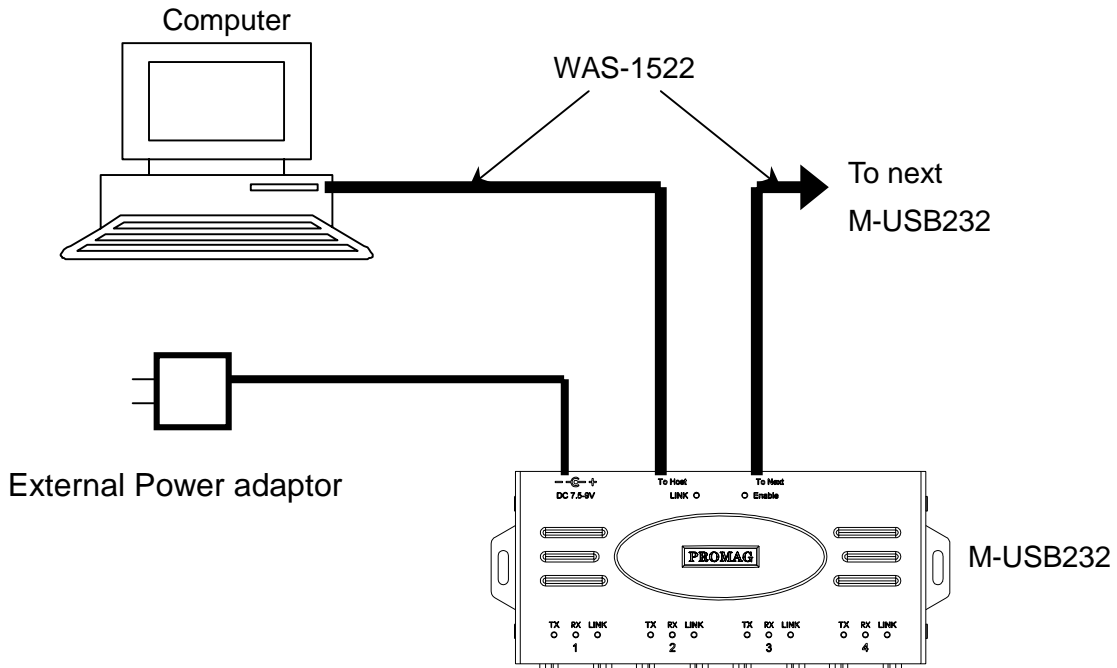 Computer
WAS-1522
To next
M-USB232
External Power adaptor
DC 7.5-9V
To Host
LINK
To Next
Enable
PROMAG
M-USB232
TX RX LINK TX RX LINK TX RX LINK TX RX LINK
1 2 3 4